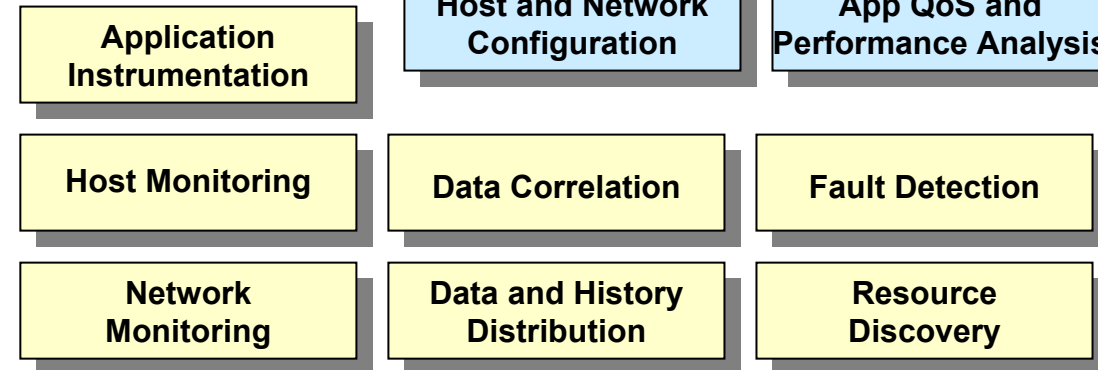 Application
Instrumentation
Host and Network
Configuration
App QoS and
Performance Analysis
Host Monitoring
Data Correlation
Fault Detection
Network
Monitoring
Data and History
Distribution
Resource
Discovery